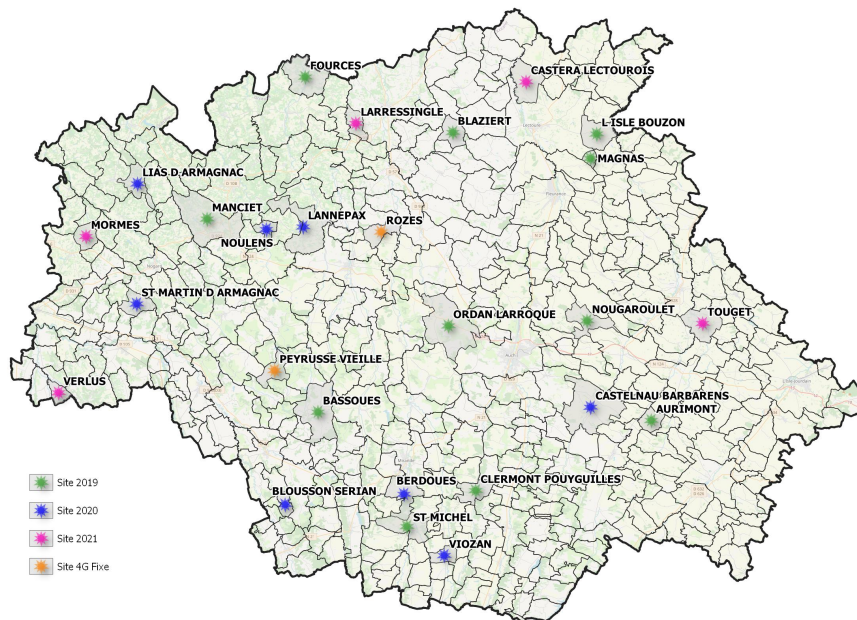 FOURCES
CASTERA LECTOUROIS
LARRESSINGLE
BLAZIERT
L ISLE BOUZON
MAGNAS
LIAS D ARMAGNAC
MANCIET
LANNEPAX
ROZES
MORMES
NOULENS
ST MARTIN D ARMAGNAC
ORDAN LARROQUE
NOUGAROULET
TOUGET
PEYRUSSE VIEILLE
VERLUS
BASSOUES
CASTELNAU BARBARENS
AURIMONT
BLOUSSON SERIAN
BERDOUES
CLERMONT POUYGUILLES
ST MICHEL
VIOZAN
Site 2019
Site 2020
Site 2021
Site 4G Fixe